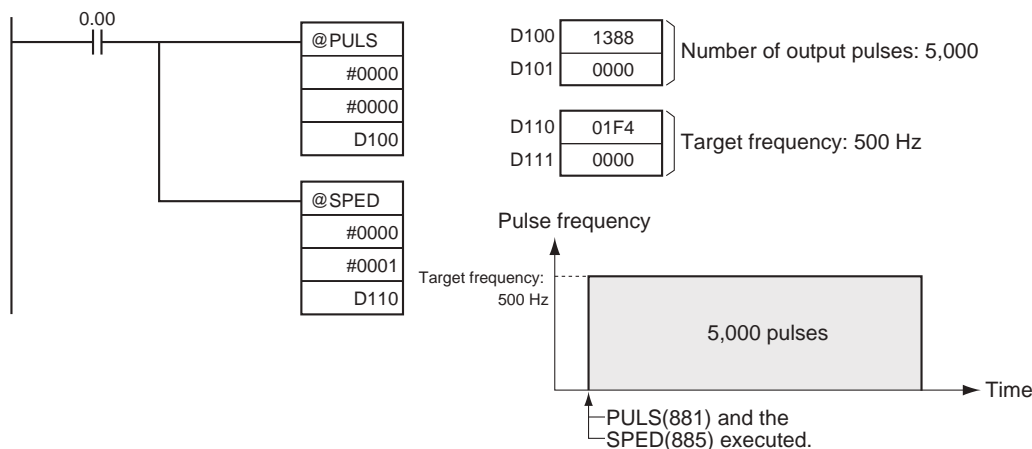 0.00
@PULS
#0000
#0000
D100
@SPED
#0000
#0001
D110
D100 1388
D101 0000
Number of output pulses: 5,000
D110 01F4
D111 0000
Target frequency: 500 Hz
Pulse frequency
Target frequency:
500 Hz
5,000 pulses
Time
PULS(881) and the
SPED(885) executed.